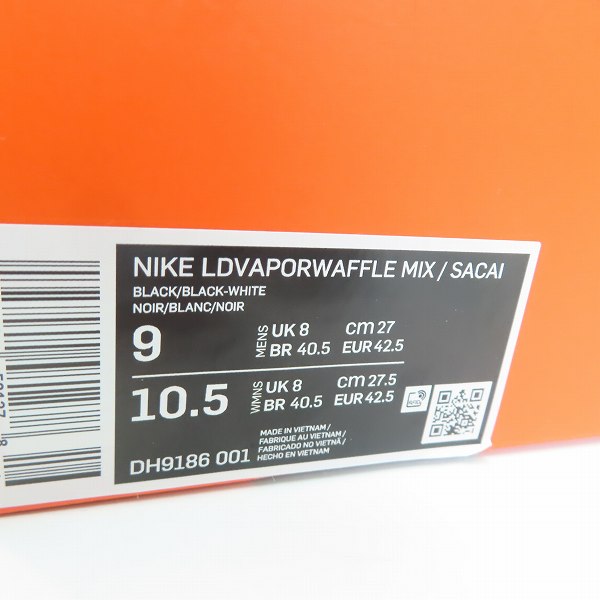 NIKE LDVAPORWAFFLE MIX / SACAI
BLACK/BLACK-WHITE
NOIR/BLANC/NOIR
9 MENS UK 8 cm 27
BR 40.5 EUR 42.5
10.5 WMNS UK 8 cm 27.5
BR 40.5 EUR 42.5
MADE IN VIETNAM /
FABRIQUE AU VIETNAM /
FABRICADO NO VIETNÃ /
HECHO EN VIETNAM
DH9186 001